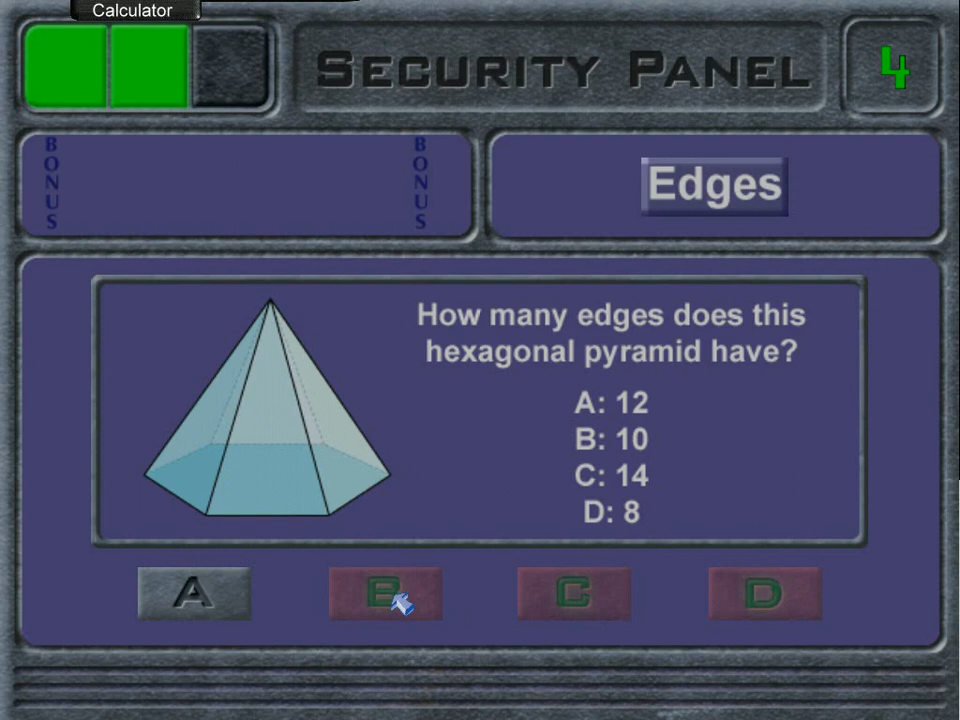 Calculator
SECURITY PANEL
4
BONUS
BONUS
Edges
How many edges does this
hexagonal pyramid have?
A: 12
B: 10
C: 14
D: 8
A
B
C
D